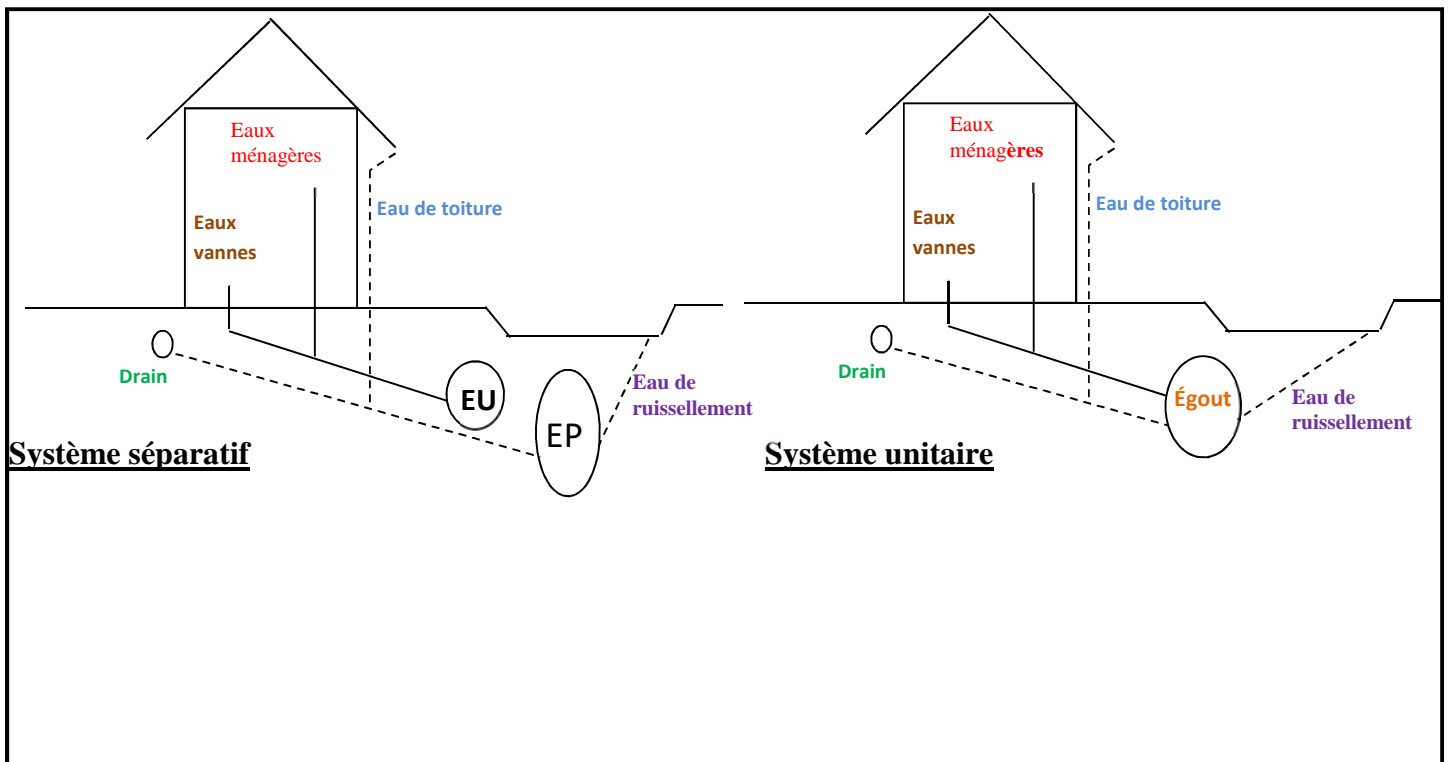 Eaux
ménagères
Eau de toiture
Eaux
vannes
Drain
EU
EP
Eau de
ruissellement
Système séparatif
Eaux
ménagères
Eau de toiture
Eaux
vannes
Drain
Égout
Eau de
ruissellement
Système unitaire